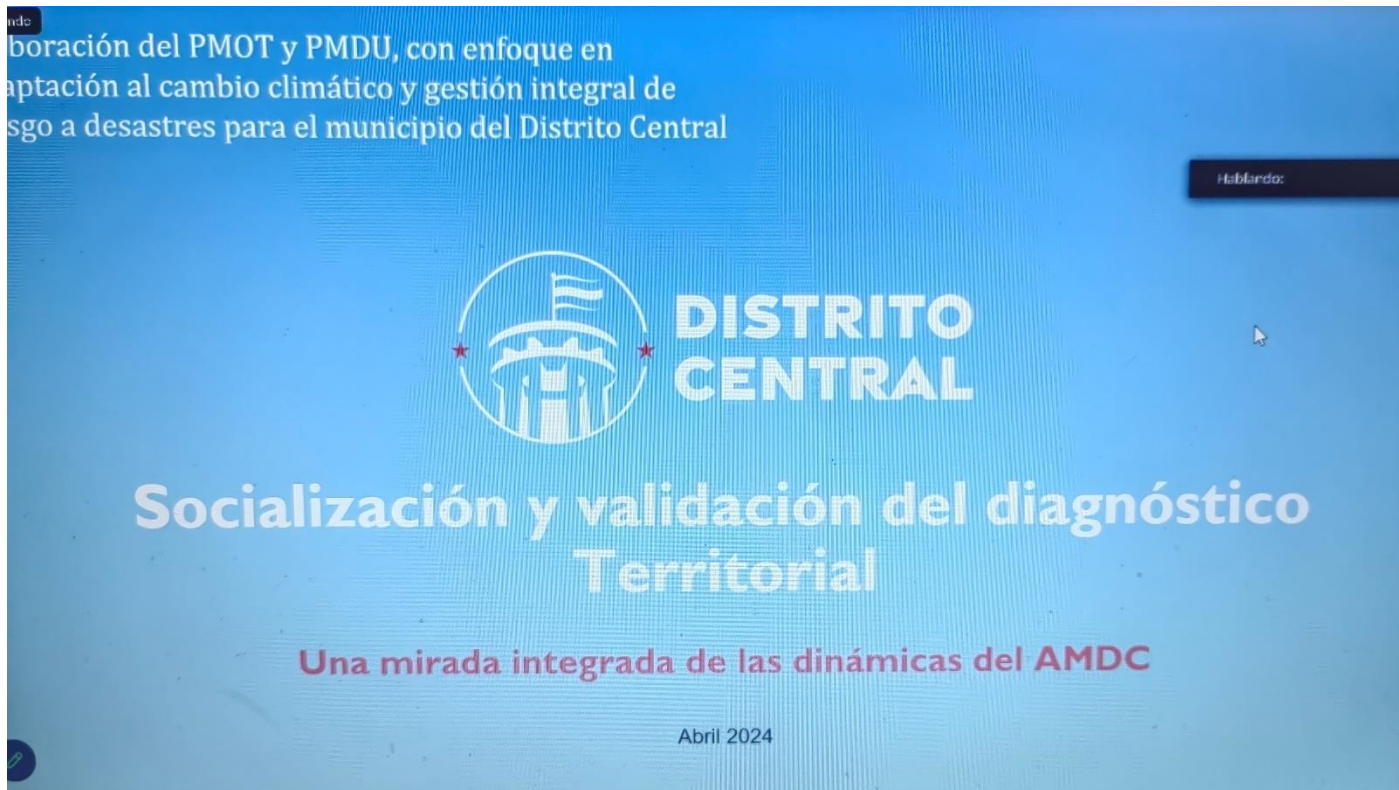 ndo
boración del PMOT y PMDU, con enfoque en
aptación al cambio climático y gestión integral de
sgo a desastres para el municipio del Distrito Central
Hablando:
DISTRITO
CENTRAL
Socialización y validación del diagnóstico
Territorial
Una mirada integrada de las dinámicas del AMDC
Abril 2024